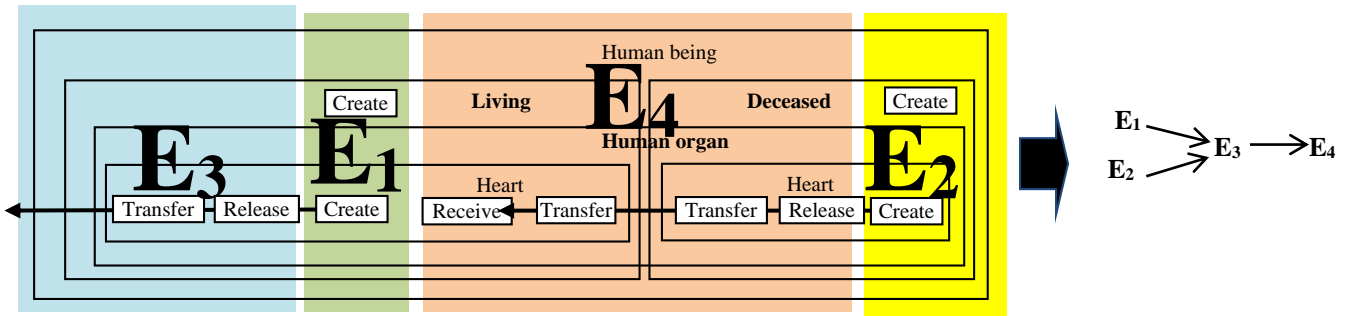 Human being
E4
Create
Living
Deceased
Create
E3
E1
Human organ
E2
Heart
Heart
Transfer
Release
Create
Receive
Transfer
Transfer
Release
Create
E1
E2
E3
E4